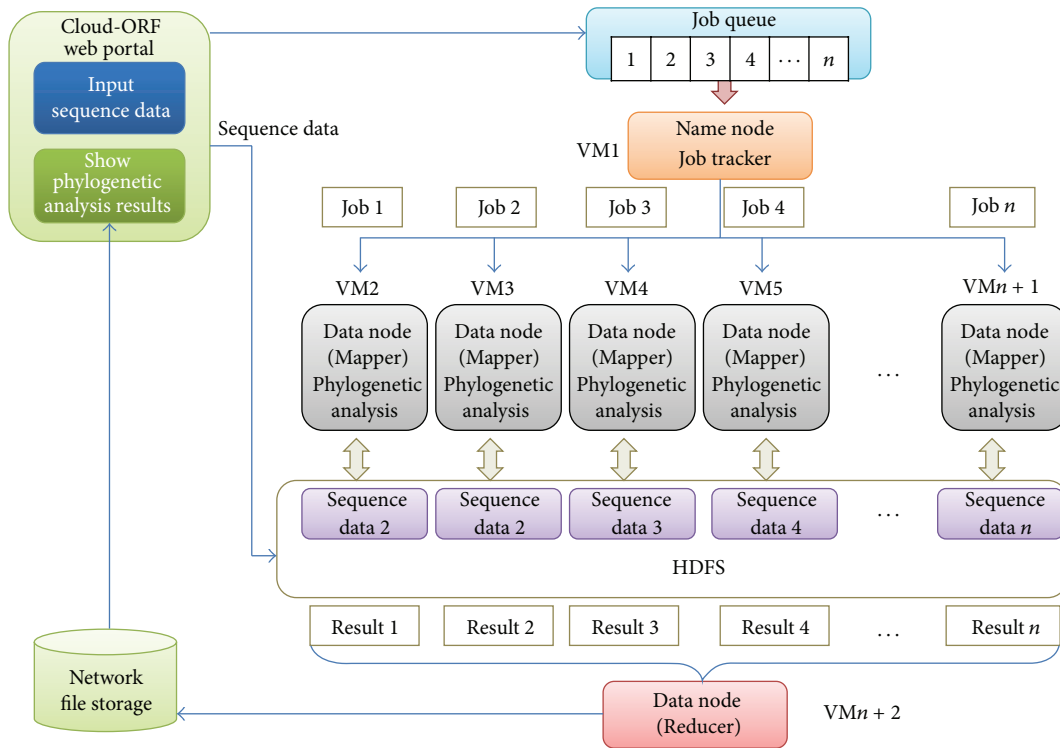 Cloud-ORF
web portal
Input
sequence data
Show
phylogenetic
analysis results
Sequence data
Job queue
1 2 3 4 ... n
VM1
Name node
Job tracker
Job 1 Job 2 Job 3 Job 4 Job n
VM2 VM3 VM4 VM5 VMn + 1
Data node Data node Data node Data node Data node
(Mapper) (Mapper) (Mapper) (Mapper) (Mapper)
Phylogenetic Phylogenetic Phylogenetic Phylogenetic ... Phylogenetic
analysis analysis analysis analysis analysis
Sequence Sequence Sequence Sequence ... Sequence
data 2 data 2 data 3 data 4 data n
HDFS
Result 1 Result 2 Result 3 Result 4 ... Result n
Network
file storage
Data node
(Reducer)
VMn + 2